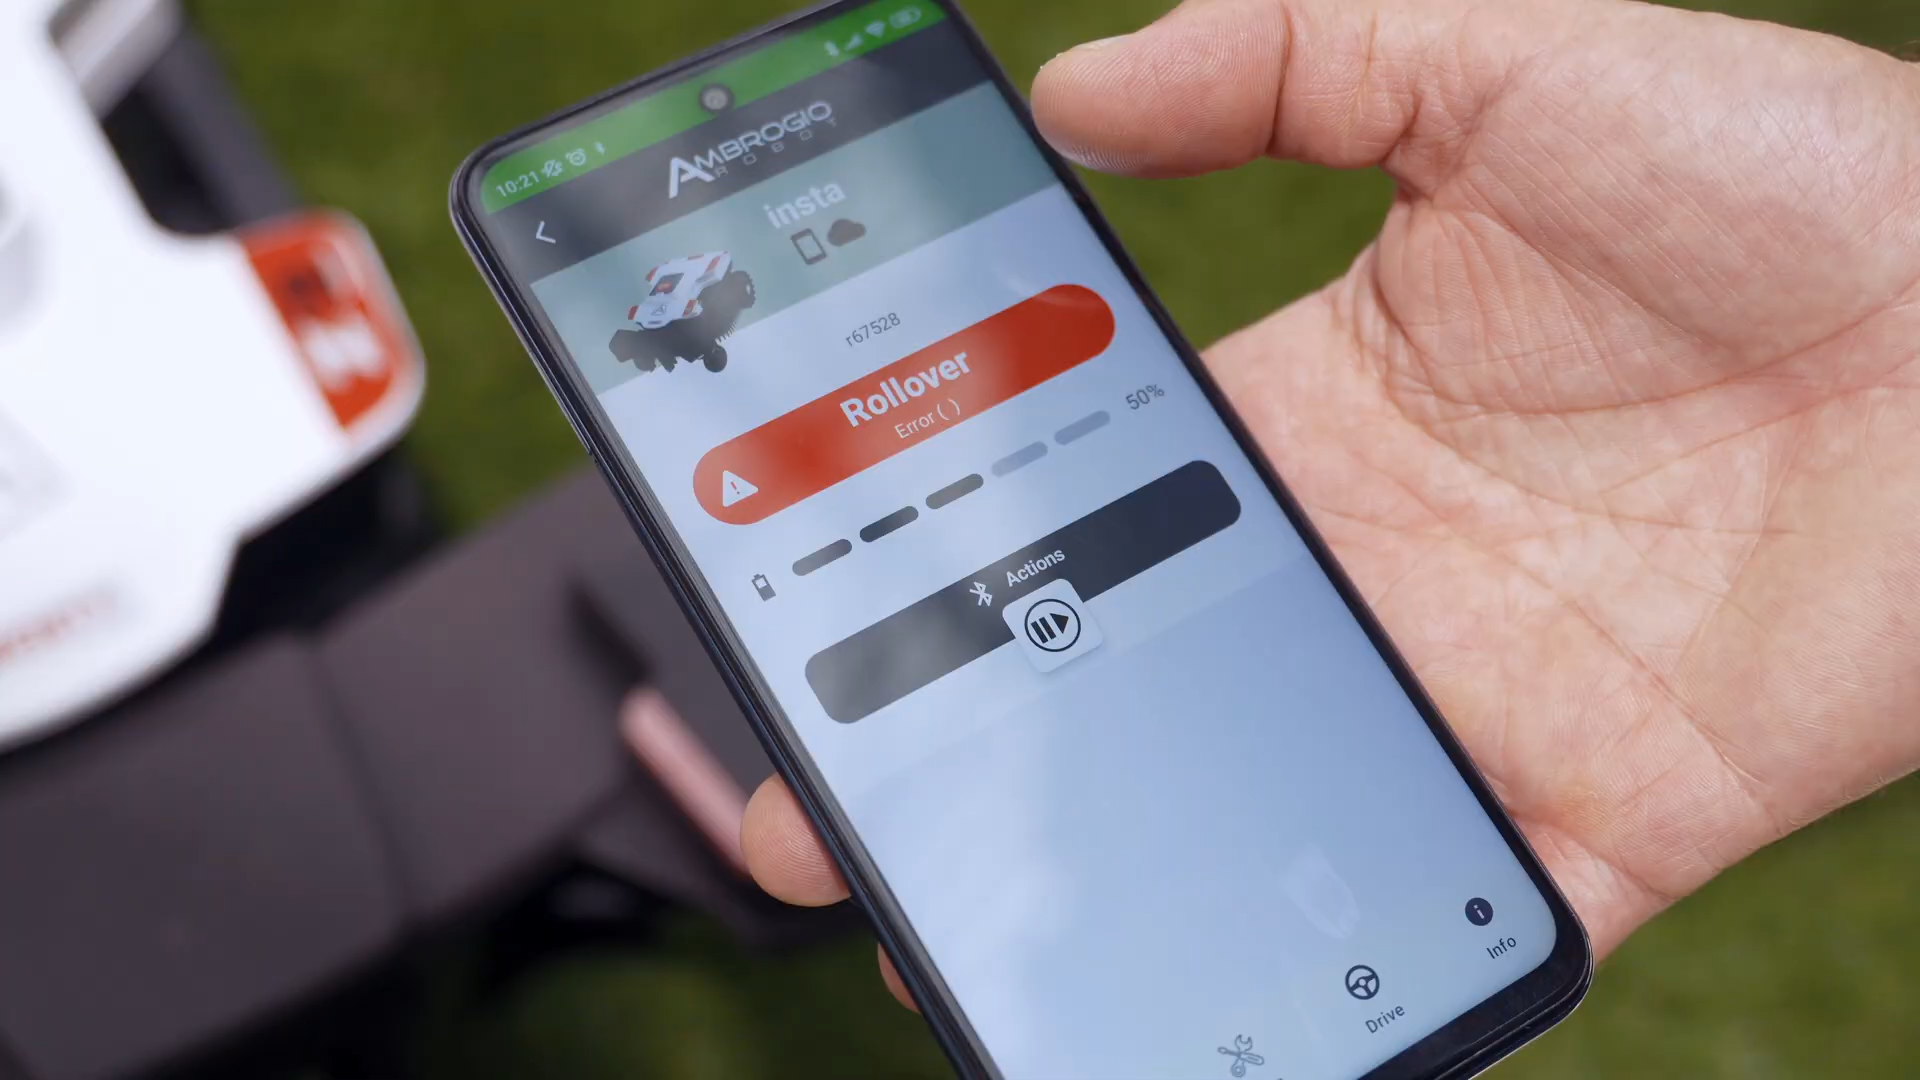 10:21
AMBROGIO
ROBOT
insta
r67528
Rollover
Error ( )
50%
Actions
Info
Drive